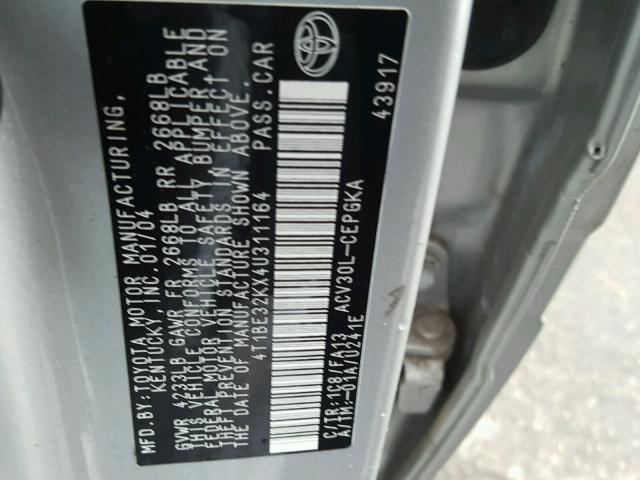 MFD.BY:TOYOTA MOTOR MANUFACTURING,
KENTUCKY, INC. 01/04
GVWR 4233LB GAWR FR 2668LB RR 2668LB
THIS VEHICLE CONFORMS TO ALL APPLICABLE
FEDERAL MOTOR VEHICLE SAFETY, BUMPER, AND
THEFT PREVENTION STANDARDS IN EFFECT ON
THE DATE OF MANUFACTURE SHOWN ABOVE.
4T1BE32KX4U311164 PASS.CAR
C/TR:1C8/FA13 ACV30L-CEPGKA
A/TM:-01A/U241E 43917